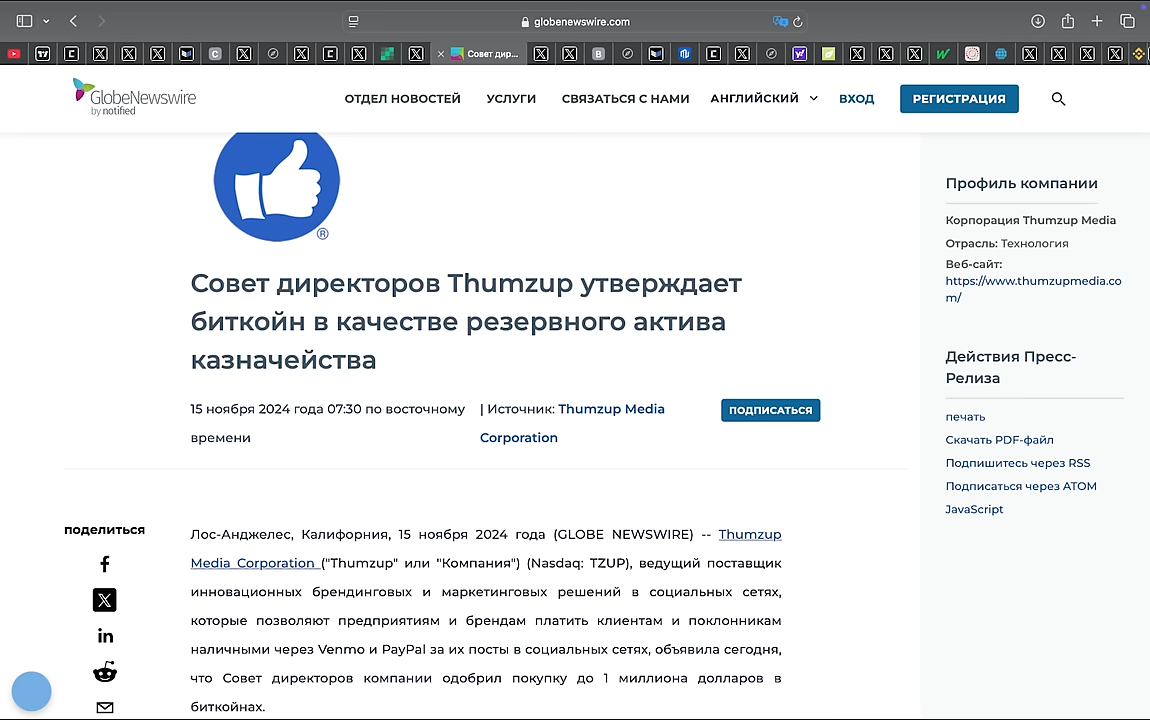 globenewswire.com
Совет дир...
GlobeNewswire
by notified
ОТДЕЛ НОВОСТЕЙ
УСЛУГИ
СВЯЗАТЬСЯ С НАМИ
АНГЛИЙСКИЙ
ВХОД
РЕГИСТРАЦИЯ
®
Совет директоров Thumzup утверждает
биткойн в качестве резервного актива
казначейства
15 ноября 2024 года 07:30 по восточному
времени
| Источник: Thumzup Media
Corporation
ПОДПИСАТЬСЯ
поделиться
Лос-Анджелес, Калифорния, 15 ноября 2024 года (GLOBE NEWSWIRE) -- Thumzup
Media Corporation ("Thumzup" или "Компания") (Nasdaq: TZUP), ведущий поставщик
инновационных брендинговых и маркетинговых решений в социальных сетях,
которые позволяют предприятиям и брендам платить клиентам и поклонникам
наличными через Venmo и PayPal за их посты в социальных сетях, объявила сегодня,
что Совет директоров компании одобрил покупку до 1 миллиона долларов в
биткойнах.
Профиль компании
Корпорация Thumzup Media
Отрасль: Технология
Веб-сайт:
https://www.thumzupmedia.co
m/
Действия Пресс-
Релиза
печать
Скачать PDF-файл
Подпишитесь через RSS
Подписаться через ATOM
JavaScript